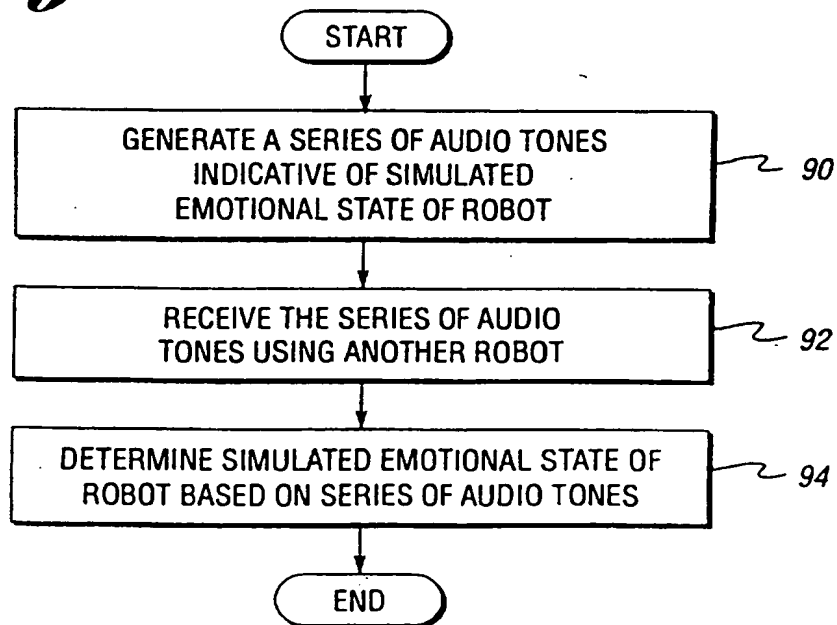 START
GENERATE A SERIES OF AUDIO TONES
INDICATIVE OF SIMULATED
EMOTIONAL STATE OF ROBOT
90
RECEIVE THE SERIES OF AUDIO
TONES USING ANOTHER ROBOT
92
DETERMINE SIMULATED EMOTIONAL STATE OF
ROBOT BASED ON SERIES OF AUDIO TONES
94
END